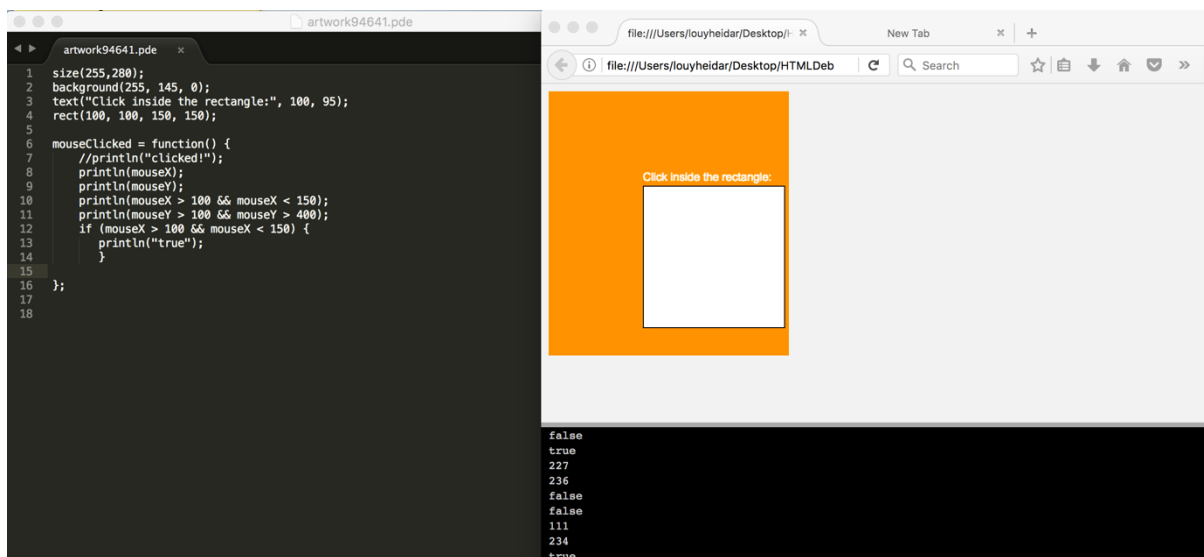 artwork94641.pde
artwork94641.pde ×
1 size(255,280);
2 background(255, 145, 0);
3 text("Click inside the rectangle:", 100, 95);
4 rect(100, 100, 150, 150);
5
6 mouseClicked = function() {
7 //println("clicked!");
8 println(mouseX);
9 println(mouseY);
10 println(mouseX > 100 && mouseX < 150);
11 println(mouseY > 100 && mouseY > 400);
12 if (mouseX > 100 && mouseX < 150) {
13 println("true");
14 }
15
16 };
17
18
file:///Users/louyheidar/Desktop/H ×
New Tab × +
file:///Users/louyheidar/Desktop/HTMLDeb
Search
Click inside the rectangle:
false
true
227
236
false
false
111
234
true